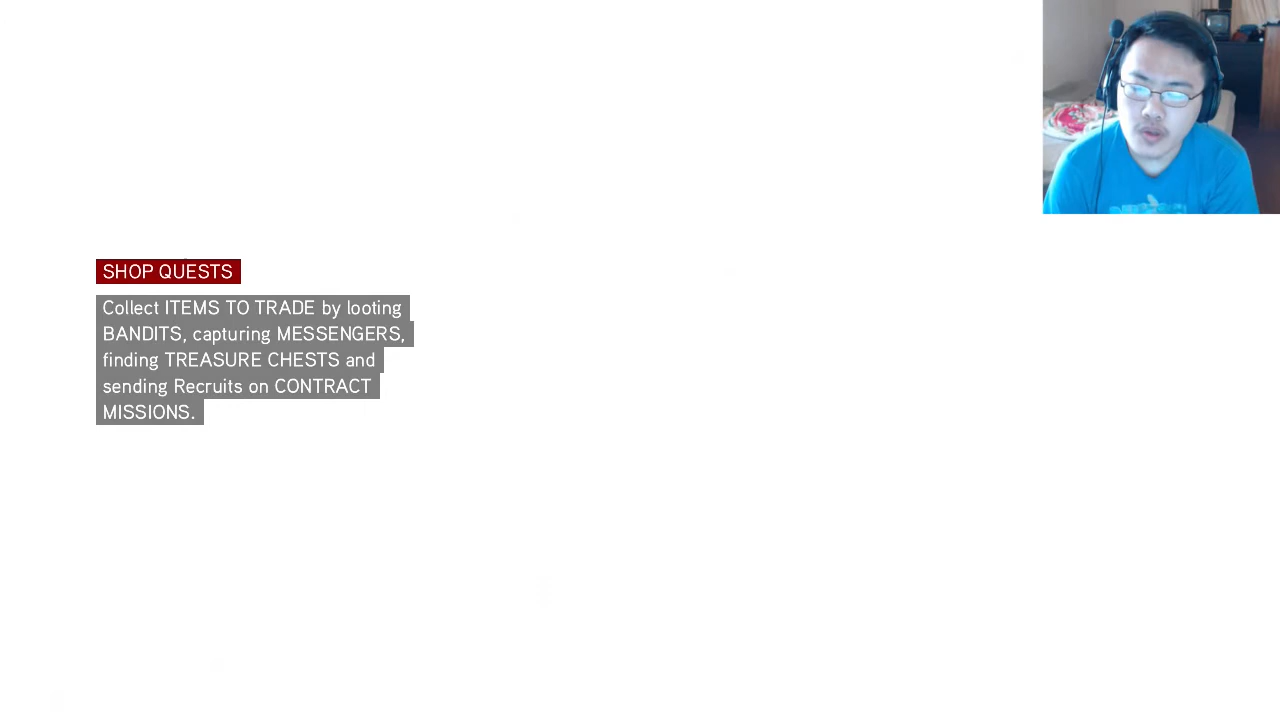 SHOP QUESTS
Collect ITEMS TO TRADE by looting
BANDITS, capturing MESSENGERS,
finding TREASURE CHESTS and
sending Recruits on CONTRACT
MISSIONS.